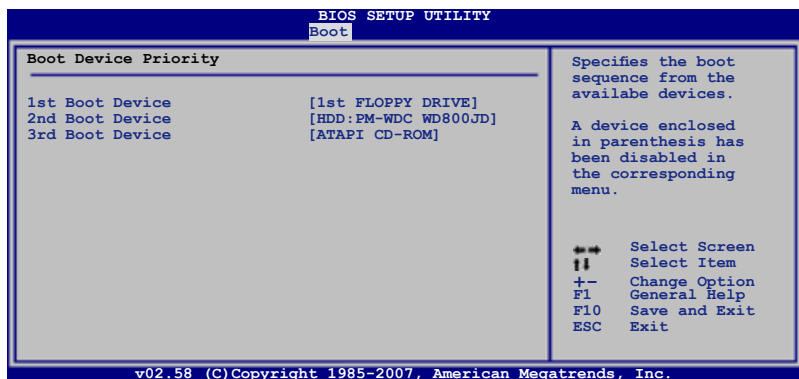 BIOS SETUP UTILITY
Boot
Boot Device Priority
1st Boot Device [1st FLOPPY DRIVE]
2nd Boot Device [HDD:PM-WDC WD800JD]
3rd Boot Device [ATAPI CD-ROM]
Specifies the boot
sequence from the
availabe devices.
A device enclosed
in parenthesis has
been disabled in
the corresponding
menu.
←→ Select Screen
↑↓ Select Item
+- Change Option
F1 General Help
F10 Save and Exit
ESC Exit
v02.58 (C)Copyright 1985-2007, American Megatrends, Inc.